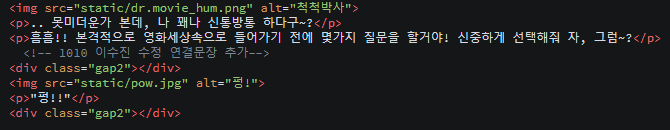 <img src="static/dr.movie_hum.png" alt="척척박사">
<p>.. 못미더운가 본데, 나 꽤나 신통방통 하다구~?</p>
<p>흠흠!! 본격적으로 영화세상속으로 들어가기 전에 몇가지 질문을 할거야! 신중하게 선택해줘 자, 그럼~?</p>
<!-- 1010 이수진 수정 연결문장 추가-->
<div class="gap2"></div>
<img src="static/pow.jpg" alt="펑!">
<p>"펑!!"</p>
<div class="gap2"></div>